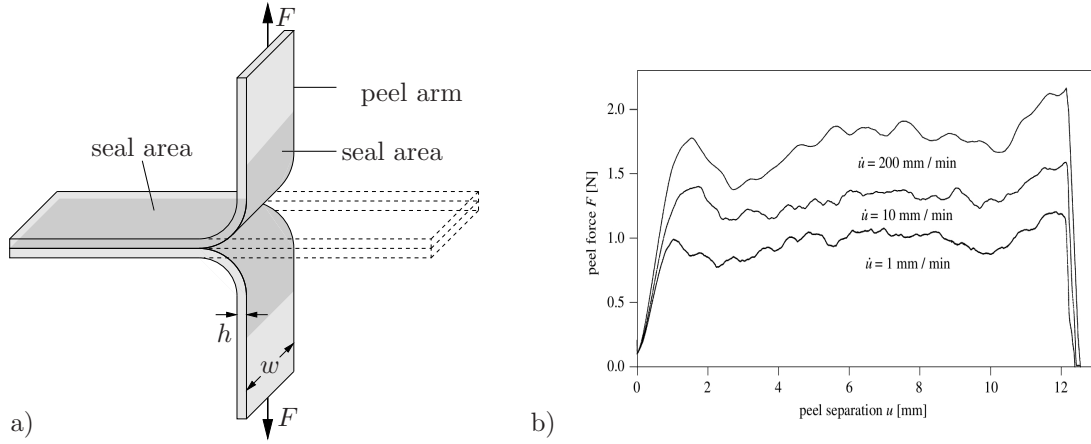 F
peel arm
seal area
seal area
h
w
F
a)
peel force F [N]
2.0
1.5
1.0
0.5
0.0
u̇ = 200 mm / min
u̇ = 10 mm / min
u̇ = 1 mm / min
0 2 4 6 8 10 12
peel separation u [mm]
b)